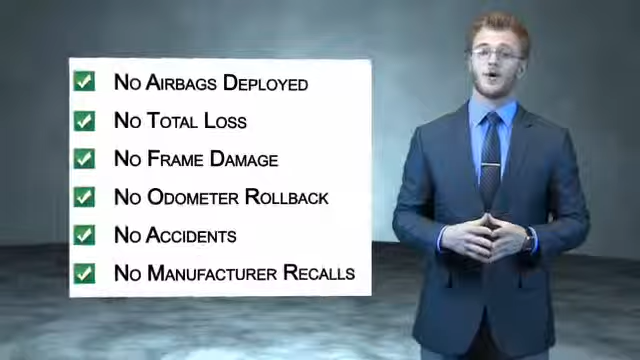 No Airbags Deployed
No Total Loss
No Frame Damage
No Odometer Rollback
No Accidents
No Manufacturer Recalls